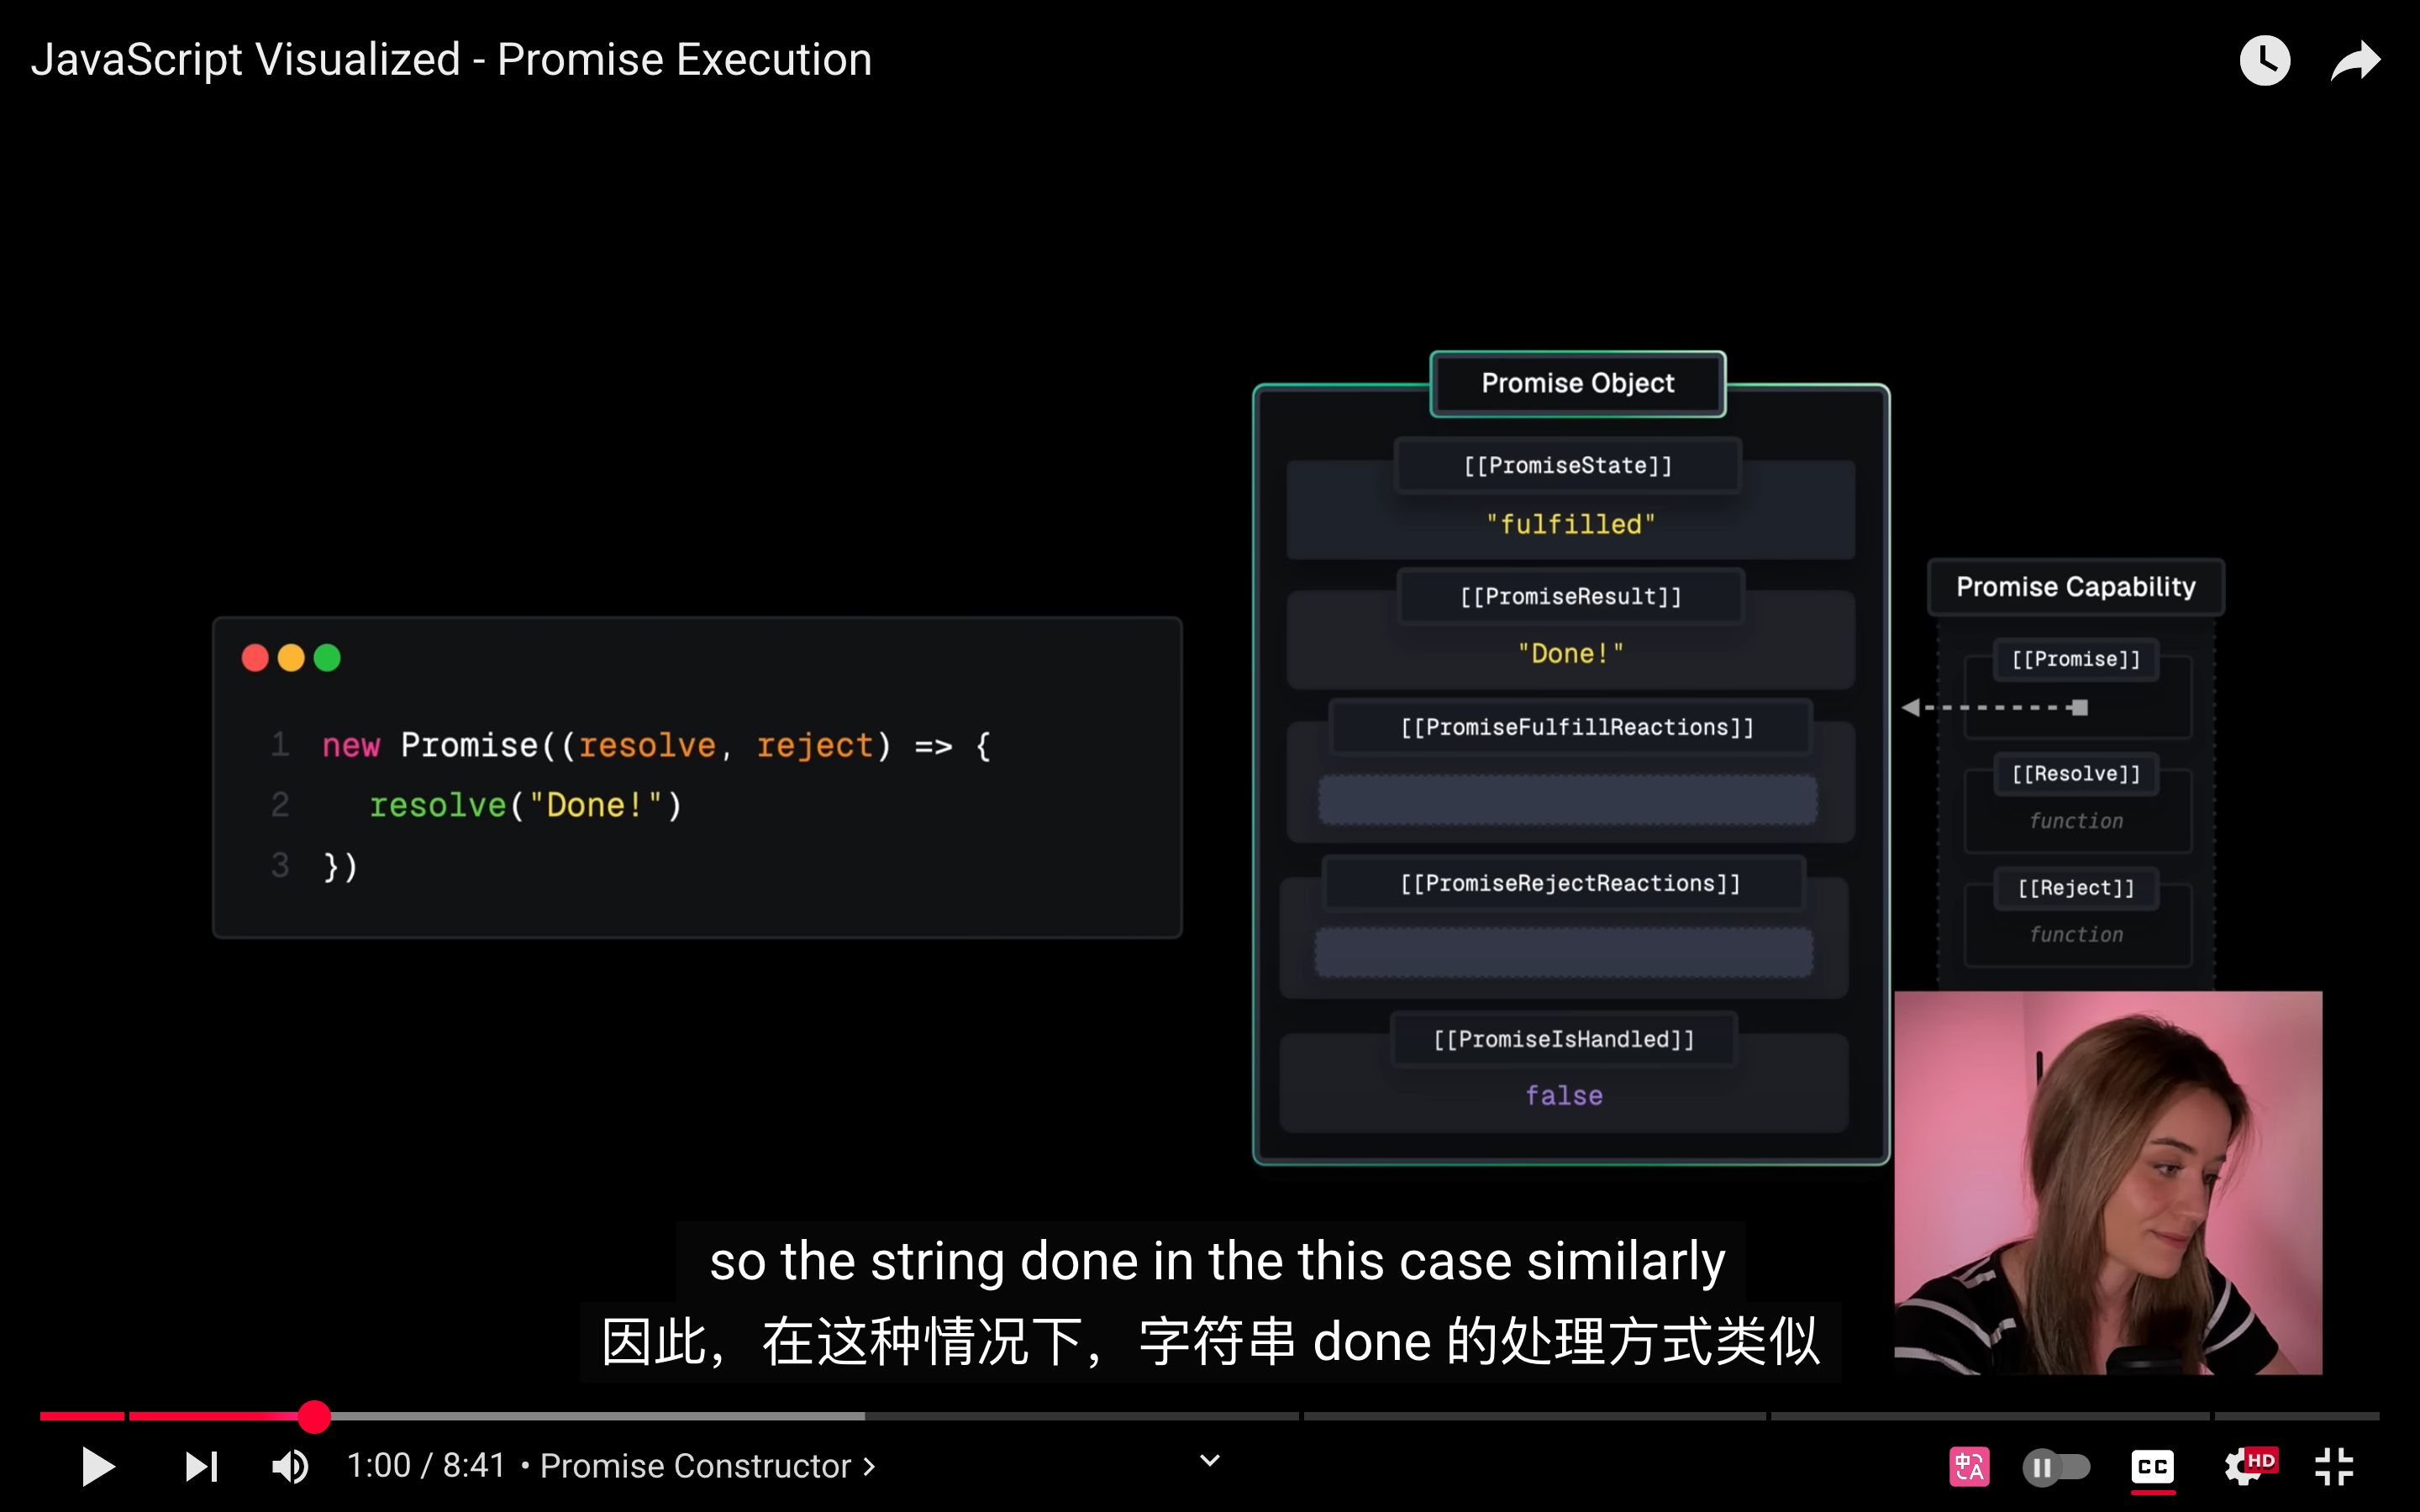 JavaScript Visualized - Promise Execution
Promise Object
[[PromiseState]]
"fulfilled"
[[PromiseResult]]
"Done!"
[[PromiseFulfillReactions]]
[[PromiseRejectReactions]]
[[PromiseIsHandled]]
false
Promise Capability
[[Promise]]
[[Resolve]]
function
[[Reject]]
function
1 new Promise((resolve, reject) => {
2 resolve("Done!")
3 })
so the string done in the this case similarly
因此，在这种情况下，字符串 done 的处理方式类似
1:00 / 8:41 • Promise Constructor >
中A
CC
HD